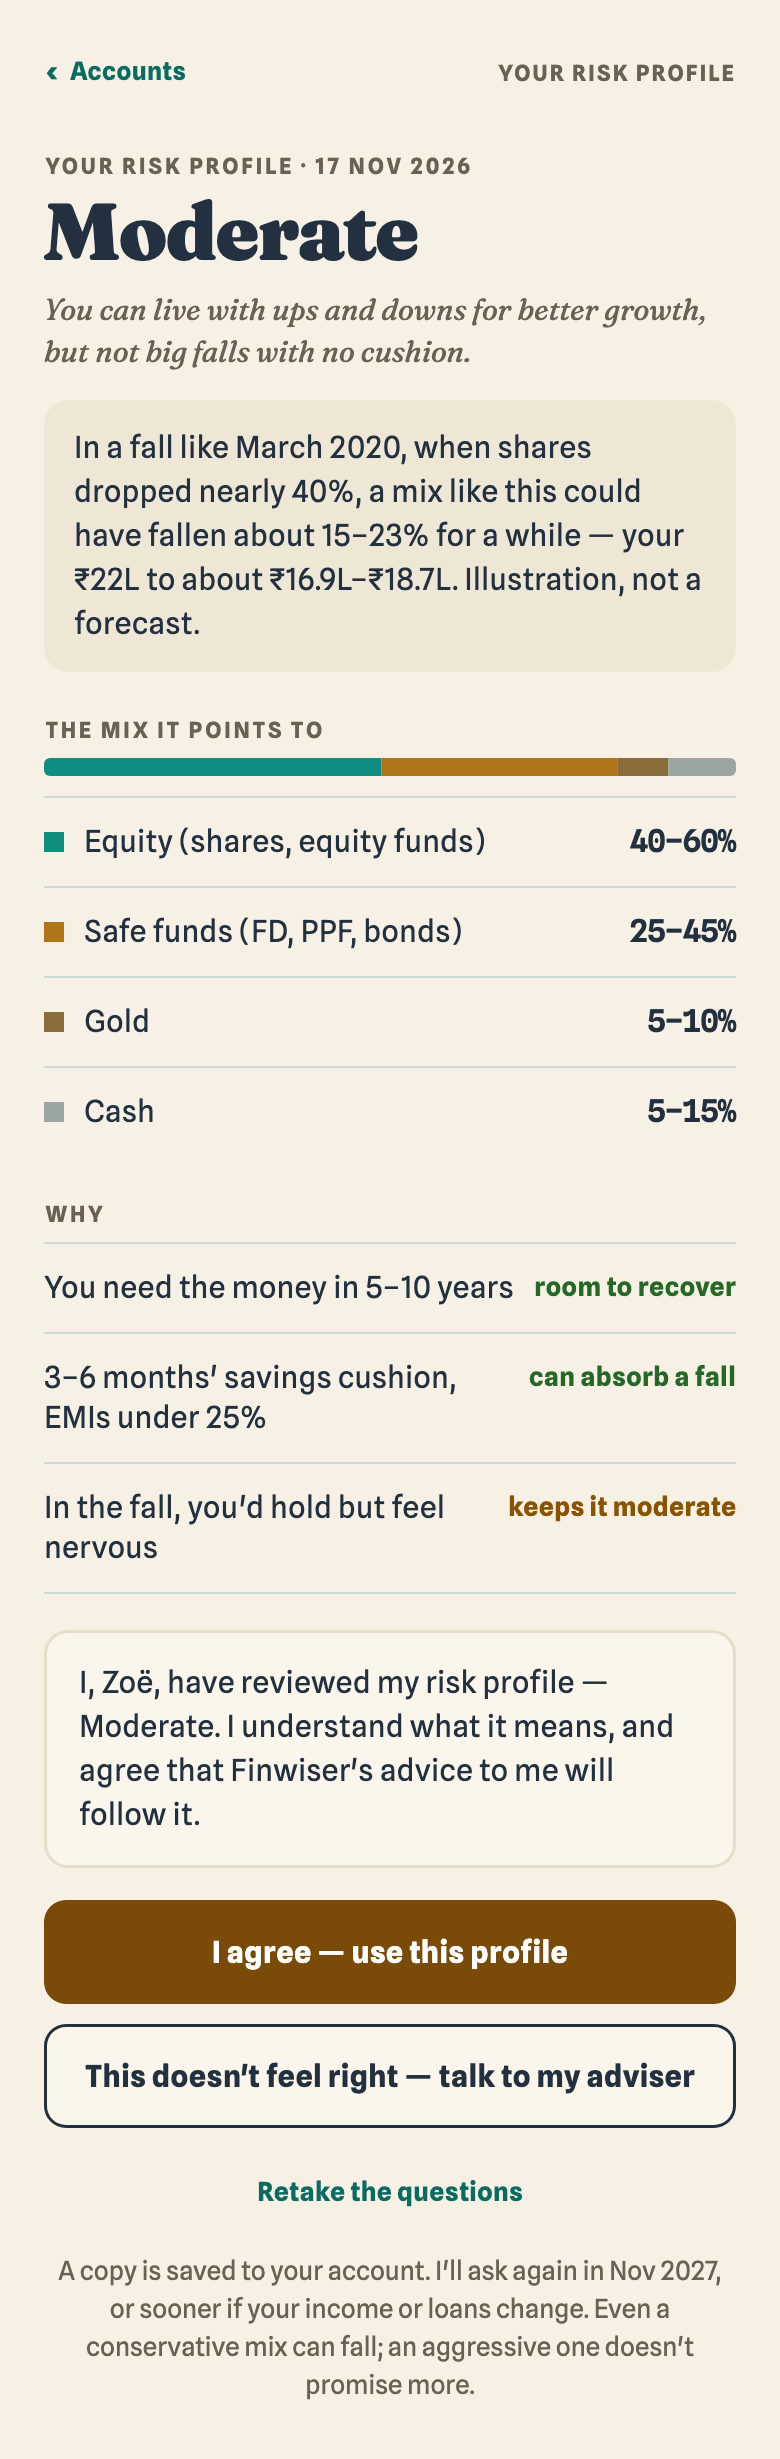 ‹ Accounts
YOUR RISK PROFILE
YOUR RISK PROFILE · 17 NOV 2026
Moderate
You can live with ups and downs for better growth,
but not big falls with no cushion.
In a fall like March 2020, when shares
dropped nearly 40%, a mix like this could
have fallen about 15–23% for a while — your
₹22L to about ₹16.9L–₹18.7L. Illustration, not a
forecast.
THE MIX IT POINTS TO
Equity (shares, equity funds) 40–60%
Safe funds (FD, PPF, bonds) 25–45%
Gold 5–10%
Cash 5–15%
WHY
You need the money in 5–10 years room to recover
3–6 months’ savings cushion, can absorb a fall
EMIs under 25%
In the fall, you’d hold but feel keeps it moderate
nervous
I, Zoë, have reviewed my risk profile —
Moderate. I understand what it means, and
agree that Finwiser’s advice to me will
follow it.
I agree — use this profile
This doesn’t feel right — talk to my adviser
Retake the questions
A copy is saved to your account. I’ll ask again in Nov 2027,
or sooner if your income or loans change. Even a
conservative mix can fall; an aggressive one doesn’t
promise more.